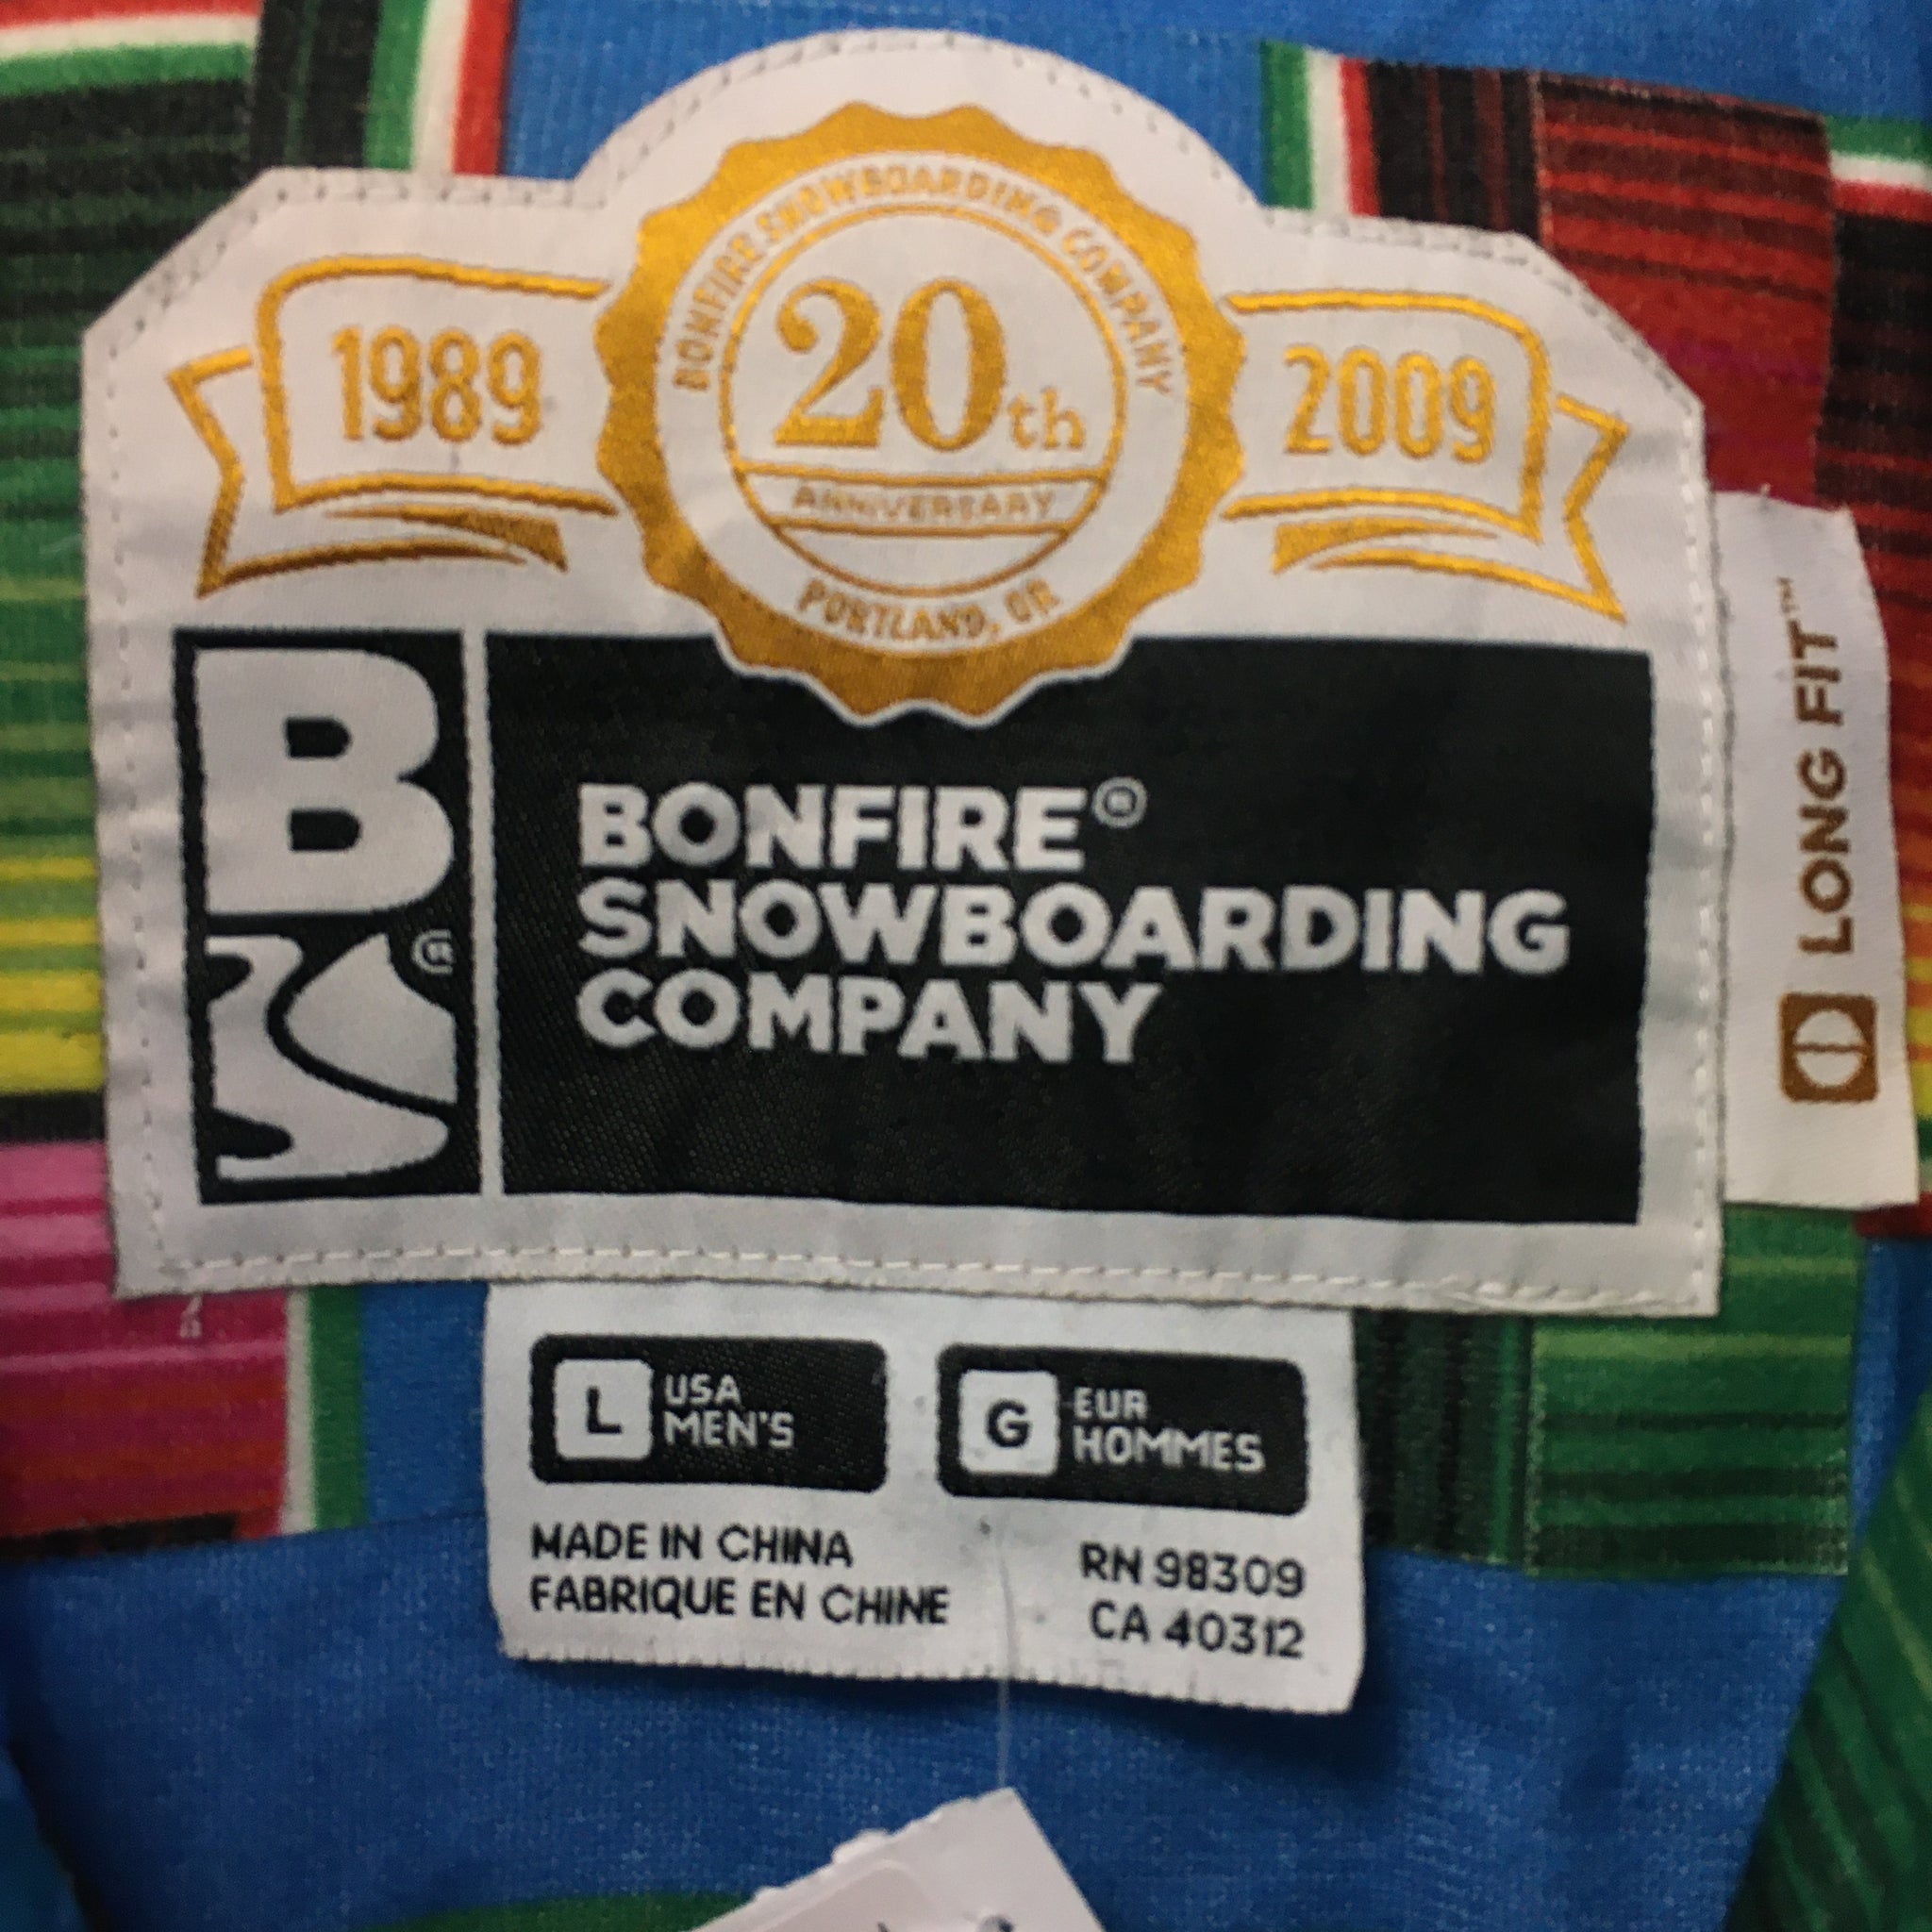 BONFIRE SNOWBOARDING COMPANY
1989
20th
2009
ANNIVERSARY
PORTLAND, OR
B
®
BONFIRE®
SNOWBOARDING
COMPANY
LONG FIT™
L USA MEN'S
G EUR HOMMES
MADE IN CHINA
FABRIQUE EN CHINE
RN 98309
CA 40312